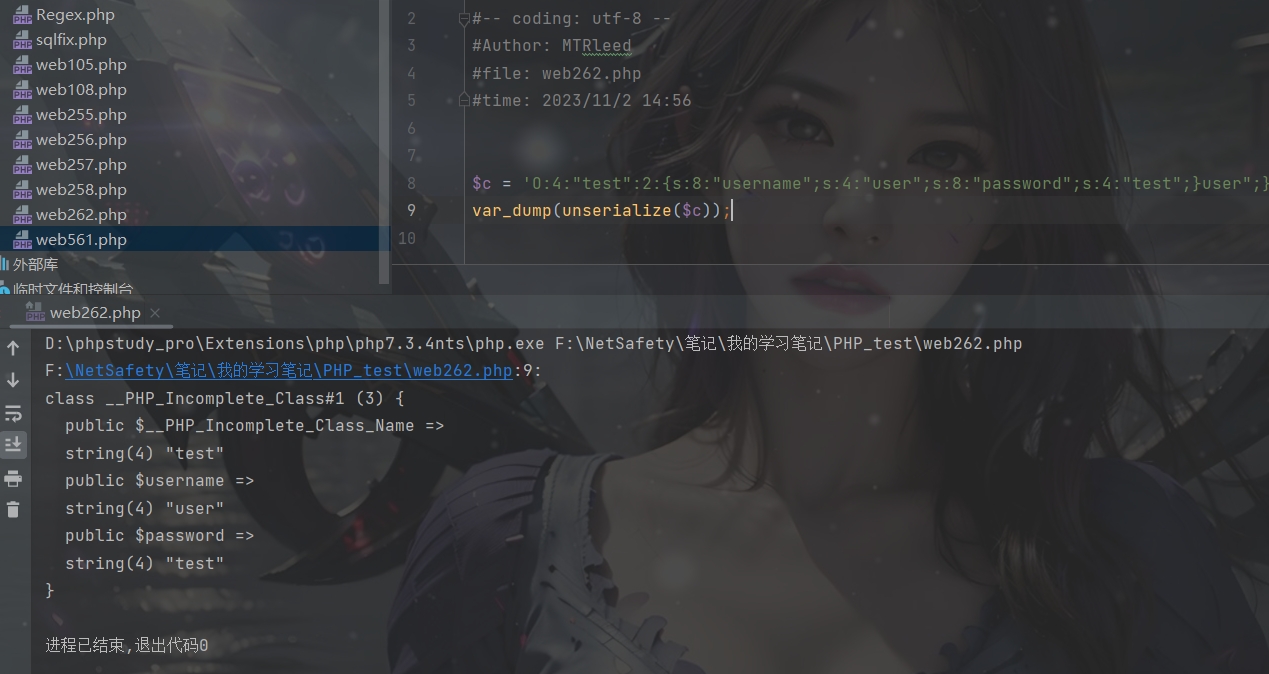 Regex.php
sqlfix.php
web105.php
web108.php
web255.php
web256.php
web257.php
web258.php
web262.php
web561.php
外部库
临时文件和控制台
2 #-- coding: utf-8 --
3 #Author: MTRleed
4 #file: web262.php
5 #time: 2023/11/2 14:56
6
7
8 $c = 'O:4:"test":2:{s:8:"username";s:4:"user";s:8:"password";s:4:"test";}user";}
9 var_dump(unserialize($c));
10
web262.php
D:\phpstudy_pro\Extensions\php\php7.3.4nts\php.exe F:\NetSafety\笔记\我的学习笔记\PHP_test\web262.php
F:\NetSafety\笔记\我的学习笔记\PHP_test\web262.php:9:
class __PHP_Incomplete_Class#1 (3) {
  public $__PHP_Incomplete_Class_Name =>
  string(4) "test"
  public $username =>
  string(4) "user"
  public $password =>
  string(4) "test"
}
进程已结束,退出代码0